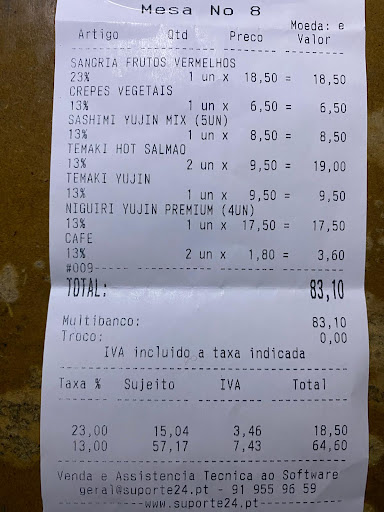 Mesa No 8
Moeda: e
Artigo Qtd Preco Valor
SANGRIA FRUTOS VERMELHOS
23% 1 un x 18,50 = 18,50
CREPES VEGETAIS
13% 1 un x 6,50 = 6,50
SASHIMI YUJIN MIX (5UN)
13% 1 un x 8,50 = 8,50
TEMAKI HOT SALMAO
13% 2 un x 9,50 = 19,00
TEMAKI YUJIN
13% 1 un x 9,50 = 9,50
NIGUIRI YUJIN PREMIUM (4UN)
13% 1 un x 17,50 = 17,50
CAFE
13% 2 un x 1,80 = 3,60
#009
TOTAL: 83,10
Multibanco: 83,10
Troco: 0,00
IVA incluido a taxa indicada
Taxa % Sujeito IVA Total
23,00 15,04 3,46 18,50
13,00 57,17 7,43 64,60
Venda e Assistencia Tecnica ao Software
geral@suporte24.pt - 91 955 96 59
www.suporte24.pt